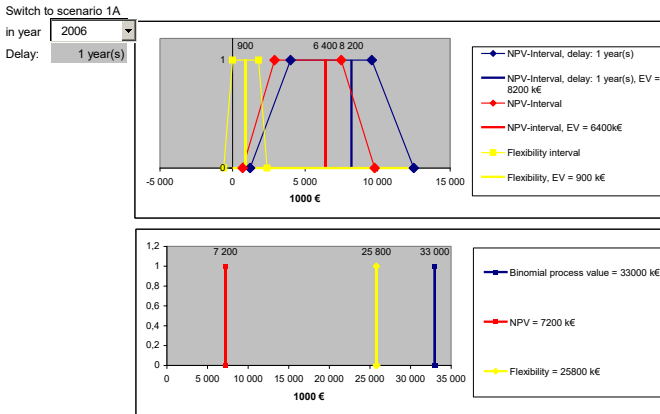 Switch to scenario 1A
in year 2006
Delay: 1 year(s)
900 6 400 8 200
1
0
-5 000 0 5 000 10 000 15 000
1000 €
NPV-Interval, delay: 1 year(s)
NPV-Interval, delay: 1 year(s), EV =
8200 k€
NPV-Interval
NPV-interval, EV = 6400k€
Flexibility interval
Flexibility, EV = 900 k€
1,2
1
0,8
0,6
0,4
0,2
0
7 200 25 800 33 000
0 5 000 10 000 15 000 20 000 25 000 30 000 35 000
1000 €
Binomial process value = 33000 k€
NPV = 7200 k€
Flexibility = 25800 k€